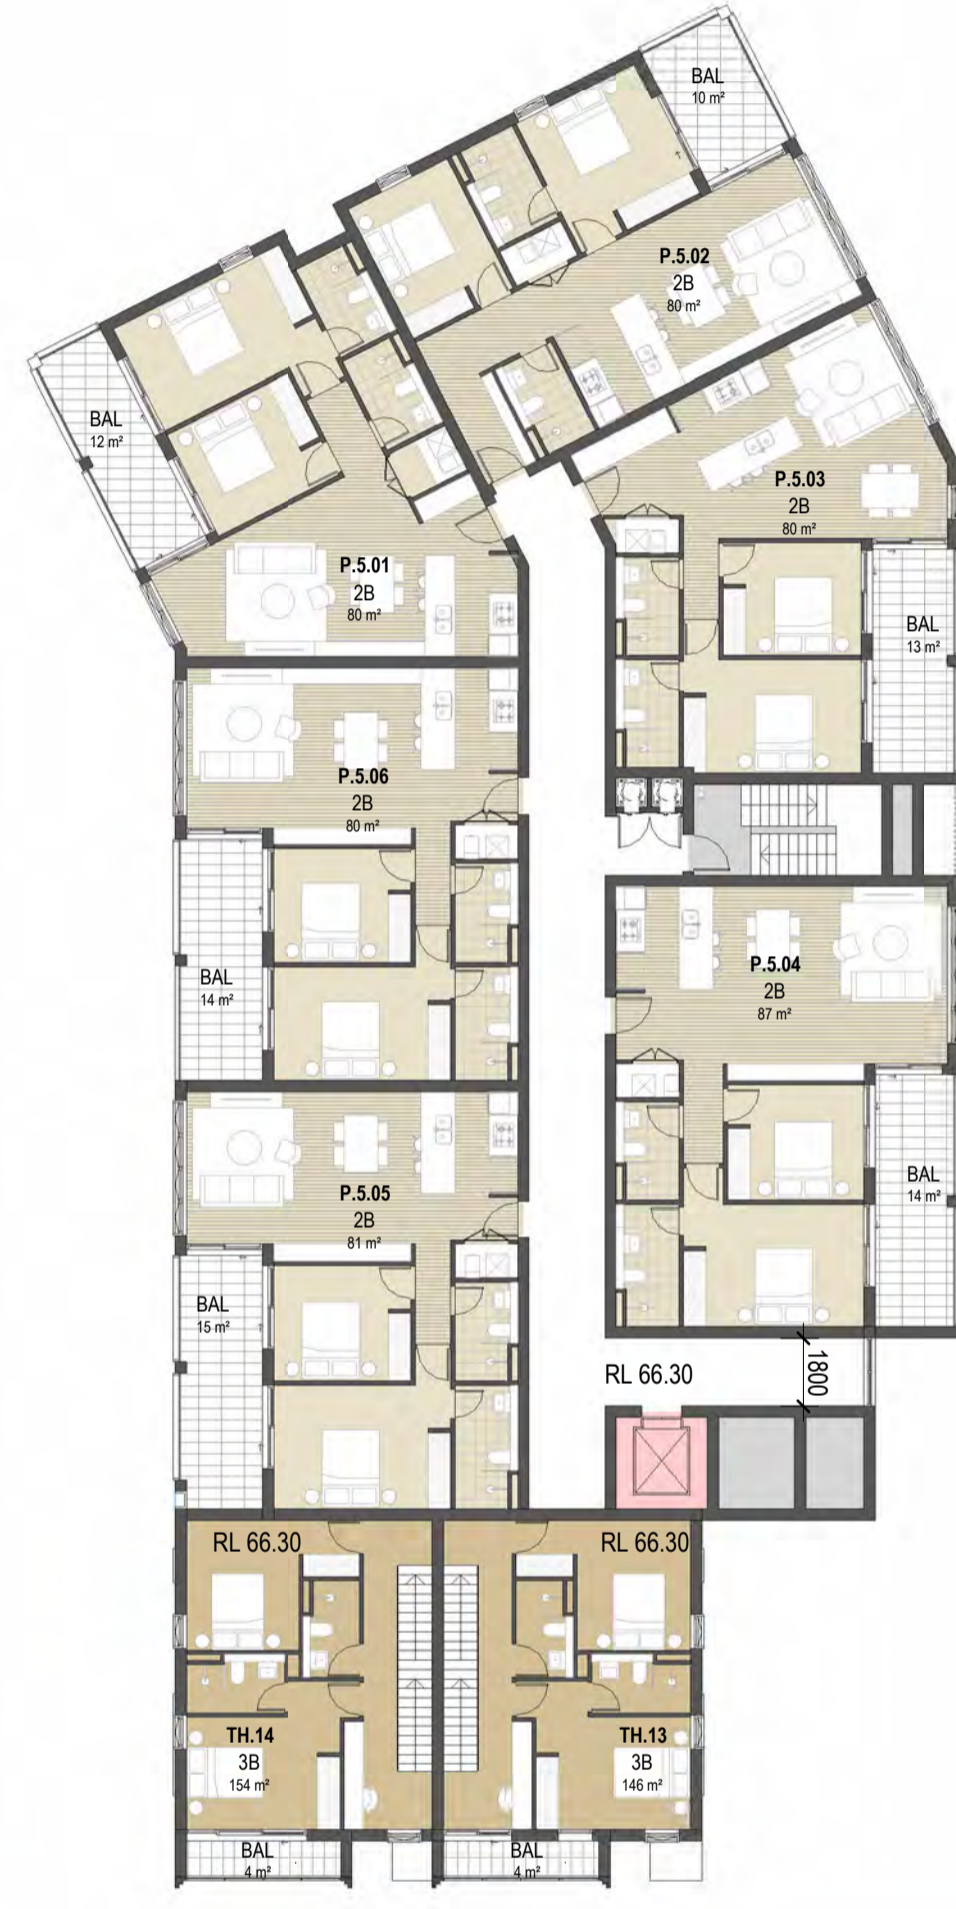 BAL
10 m²
P.5.02
2B
80 m²
BAL
12 m²
P.5.03
2B
80 m²
P.5.01
2B
80 m²
BAL
13 m²
P.5.06
2B
80 m²
BAL
14 m²
P.5.04
2B
87 m²
P.5.05
2B
81 m²
BAL
14 m²
BAL
15 m²
RL 66.30
1800
RL 66.30
RL 66.30
TH.14
3B
154 m²
TH.13
3B
146 m²
BAL
4 m²
BAL
4 m²